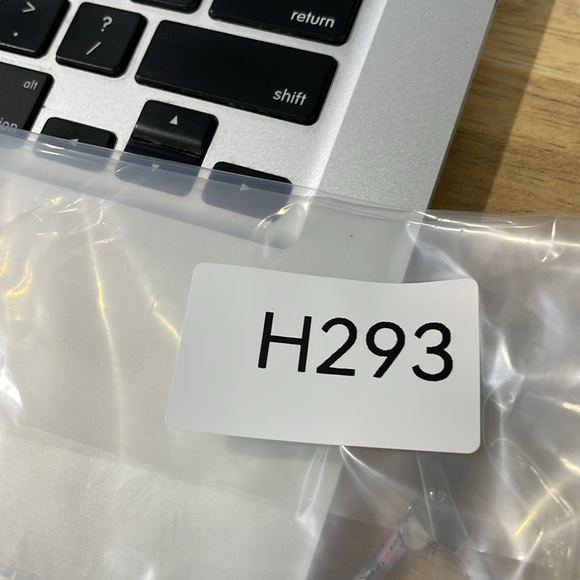 return
>
.
?
/
shift
alt
H293